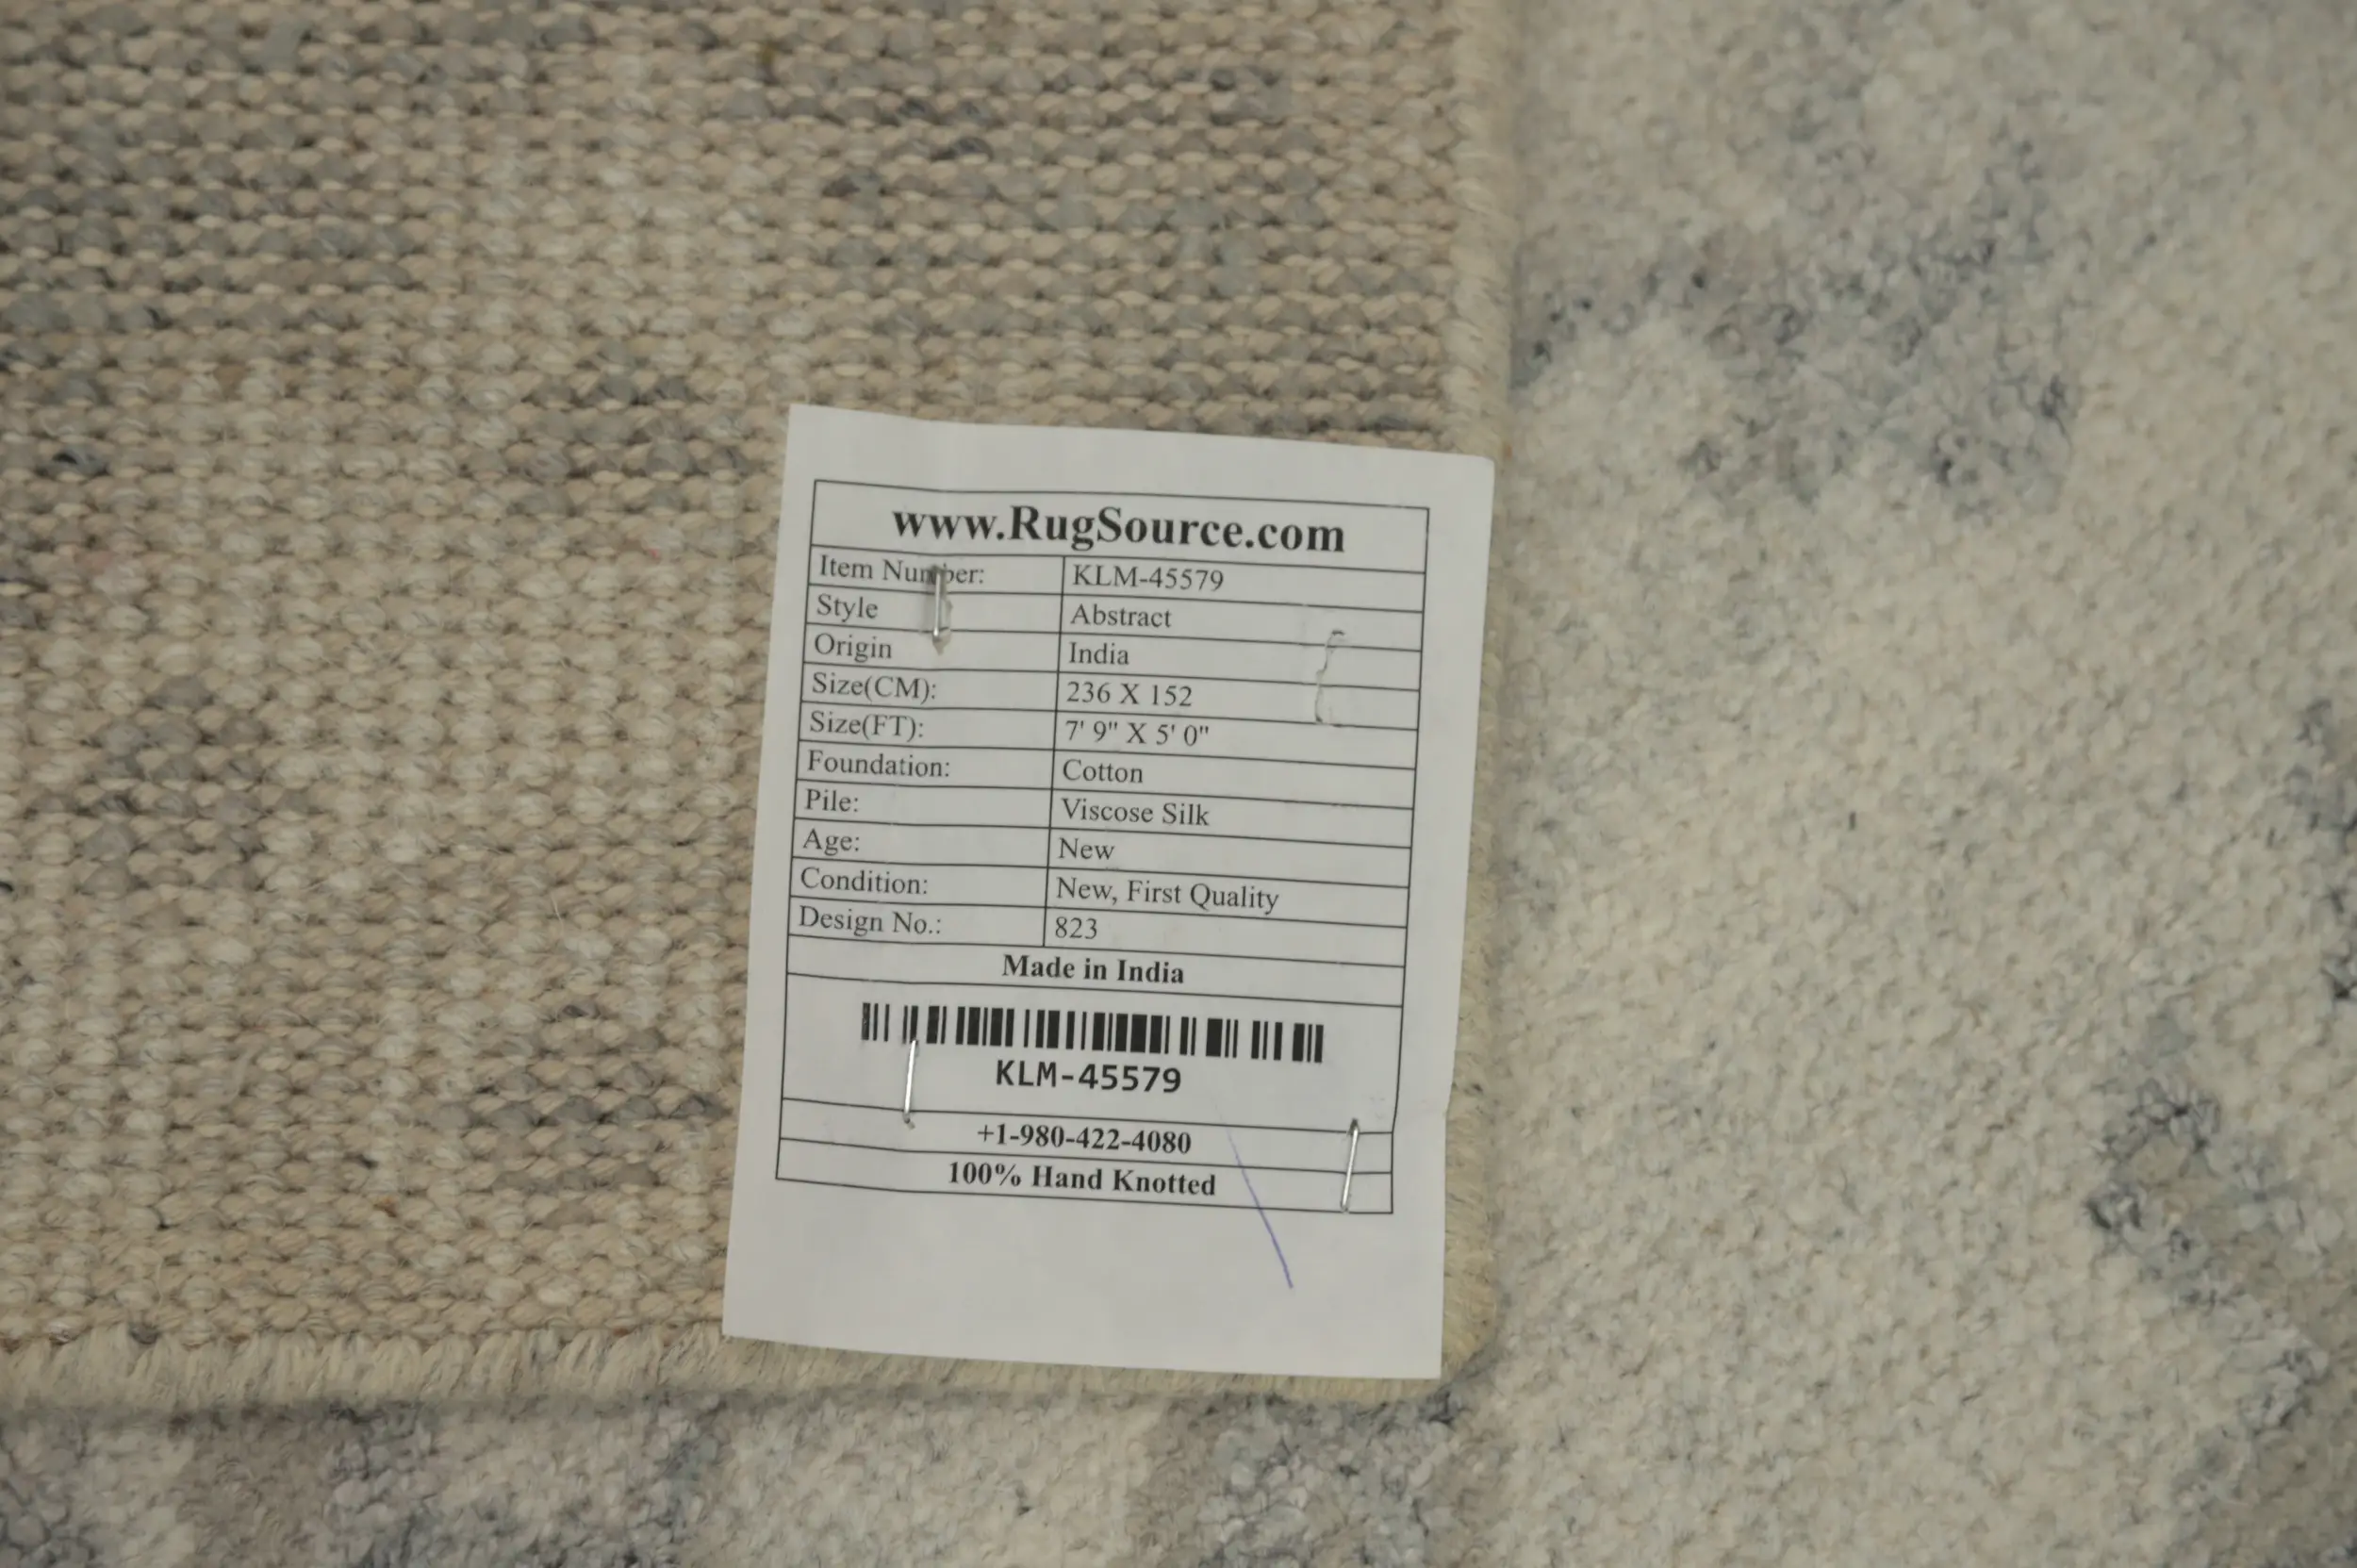 www.RugSource.com
Item Number: KLM-45579
Style Abstract
Origin India
Size(CM): 236 X 152
Size(FT): 7' 9" X 5' 0"
Foundation: Cotton
Pile: Viscose Silk
Age: New
Condition: New, First Quality
Design No.: 823
Made in India
KLM-45579
+1-980-422-4080
100% Hand Knotted